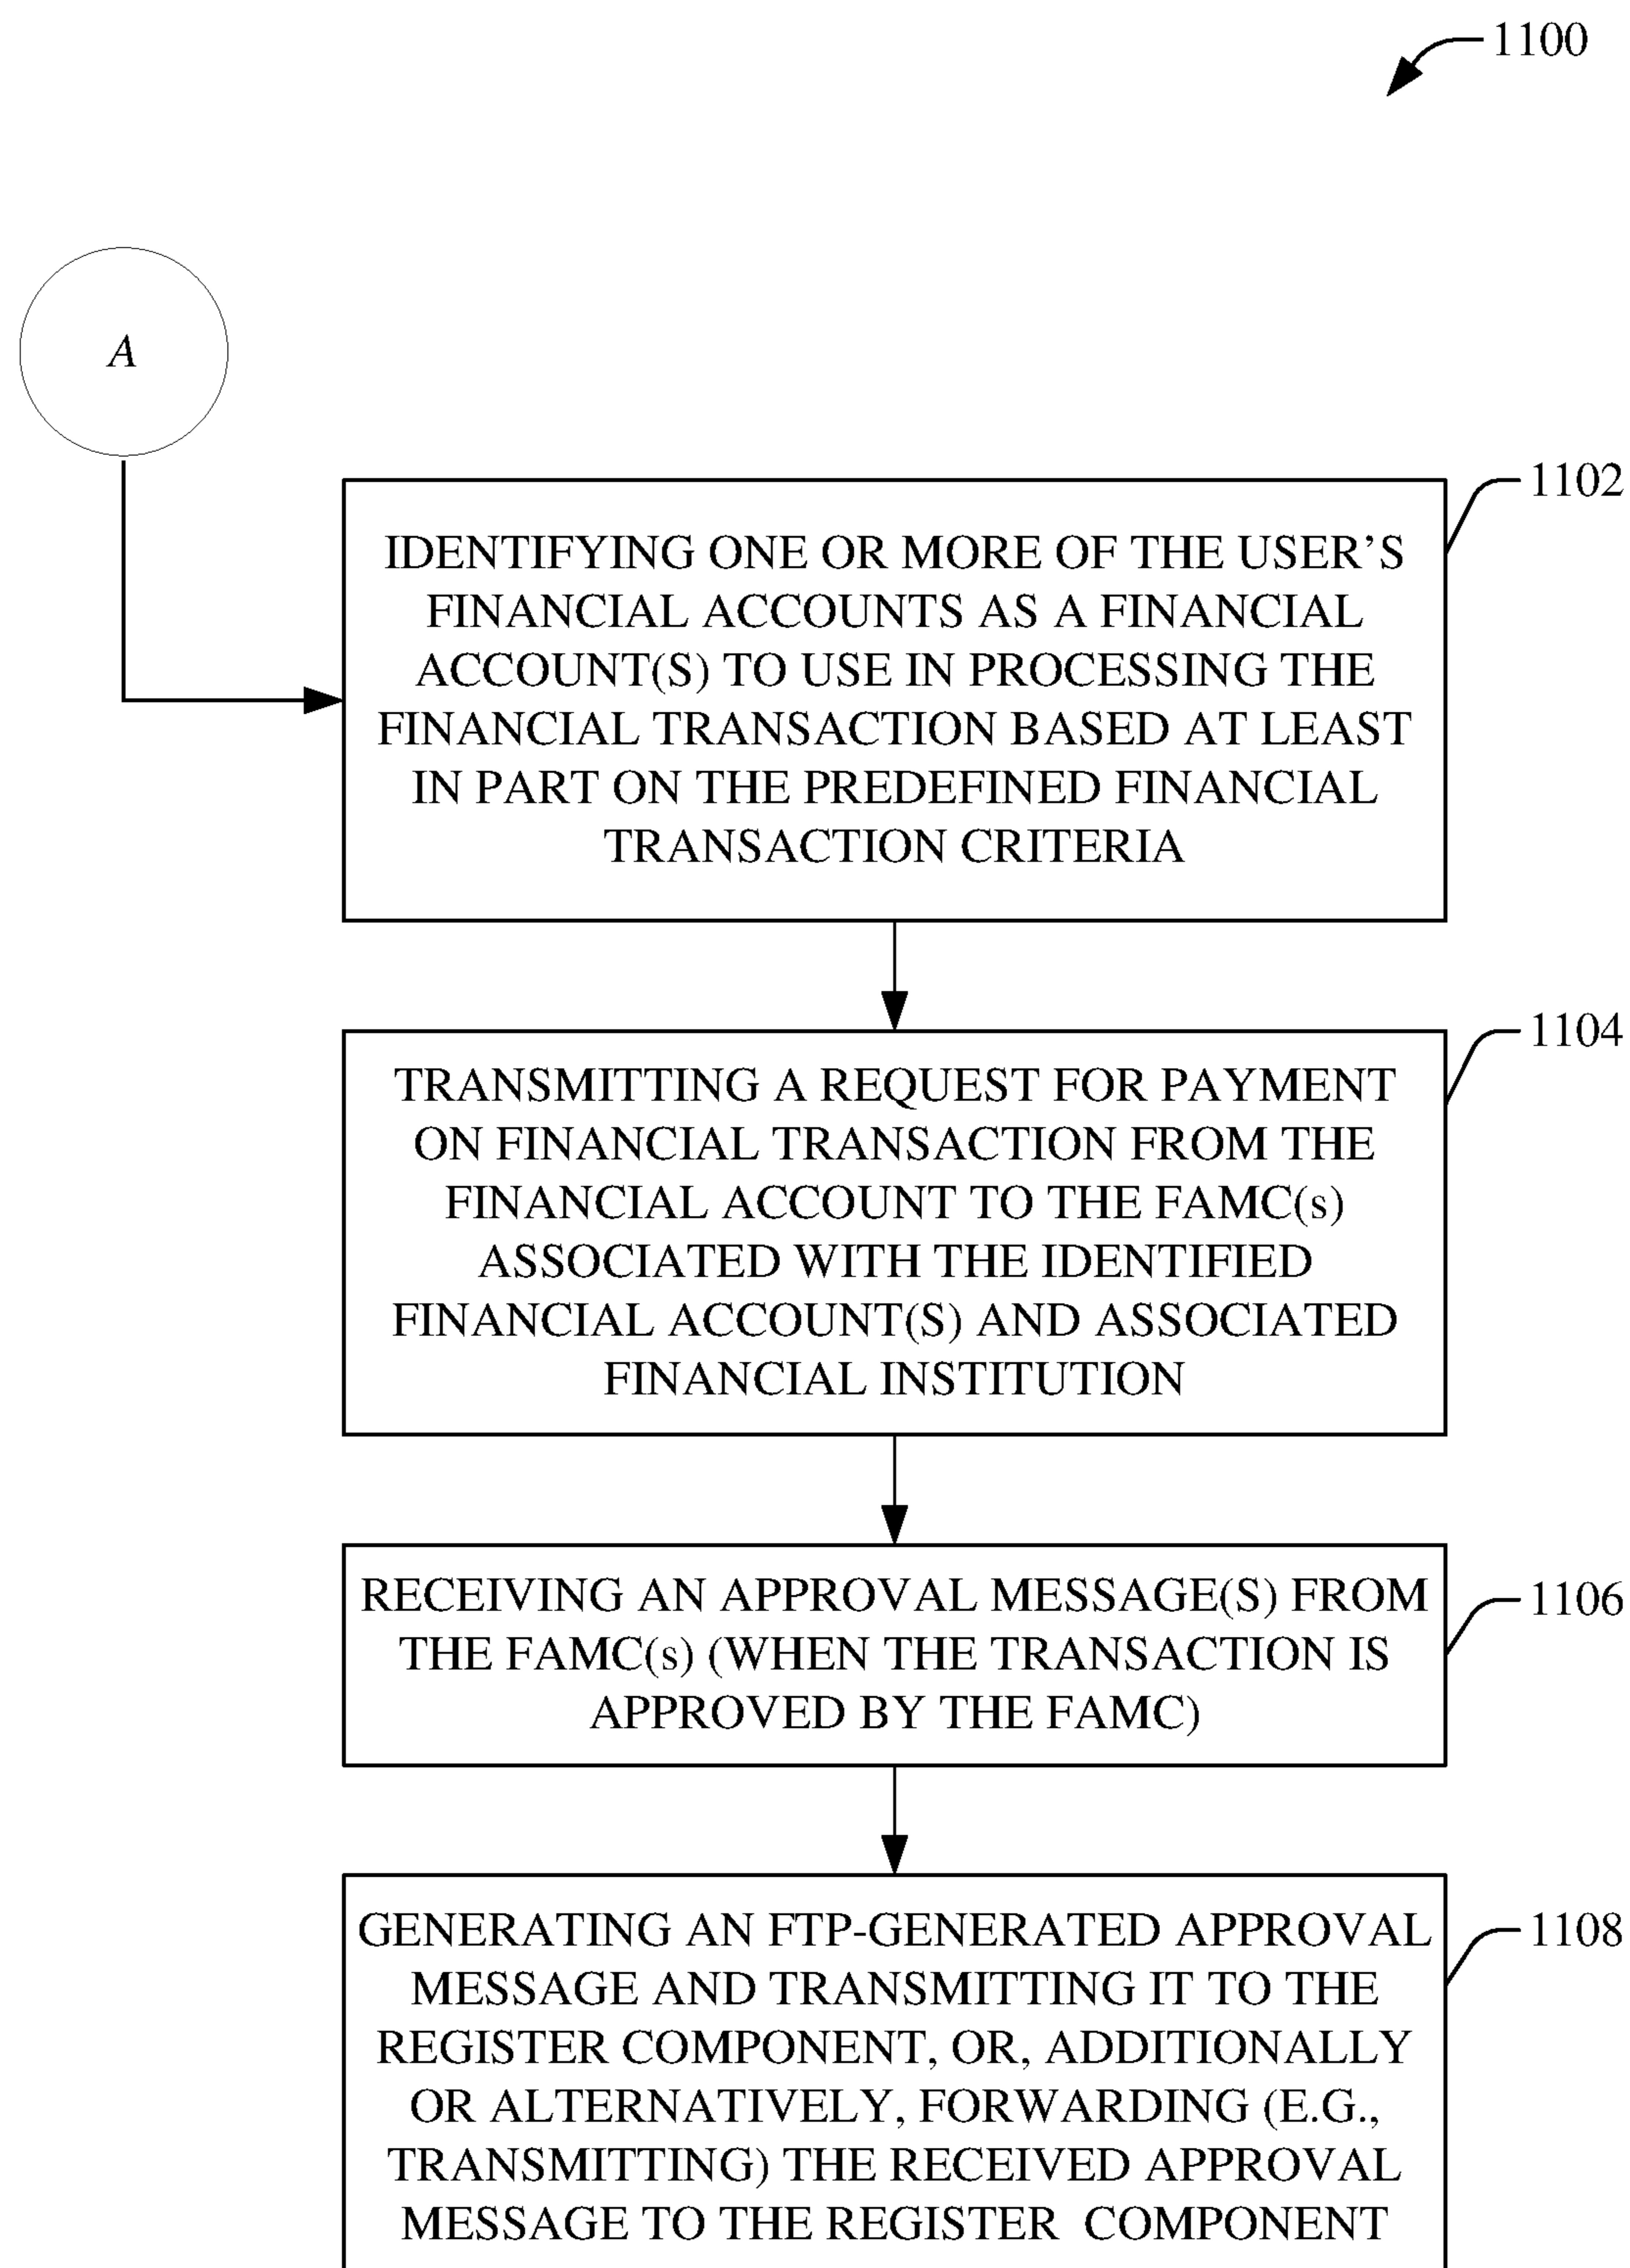 1100
A
1102
IDENTIFYING ONE OR MORE OF THE USER’S
FINANCIAL ACCOUNTS AS A FINANCIAL
ACCOUNT(S) TO USE IN PROCESSING THE
FINANCIAL TRANSACTION BASED AT LEAST
IN PART ON THE PREDEFINED FINANCIAL
TRANSACTION CRITERIA
1104
TRANSMITTING A REQUEST FOR PAYMENT
ON FINANCIAL TRANSACTION FROM THE
FINANCIAL ACCOUNT TO THE FAMC(s)
ASSOCIATED WITH THE IDENTIFIED
FINANCIAL ACCOUNT(S) AND ASSOCIATED
FINANCIAL INSTITUTION
1106
RECEIVING AN APPROVAL MESSAGE(S) FROM
THE FAMC(s) (WHEN THE TRANSACTION IS
APPROVED BY THE FAMC)
1108
GENERATING AN FTP-GENERATED APPROVAL
MESSAGE AND TRANSMITTING IT TO THE
REGISTER COMPONENT, OR, ADDITIONALLY
OR ALTERNATIVELY, FORWARDING (E.G.,
TRANSMITTING) THE RECEIVED APPROVAL
MESSAGE TO THE REGISTER COMPONENT